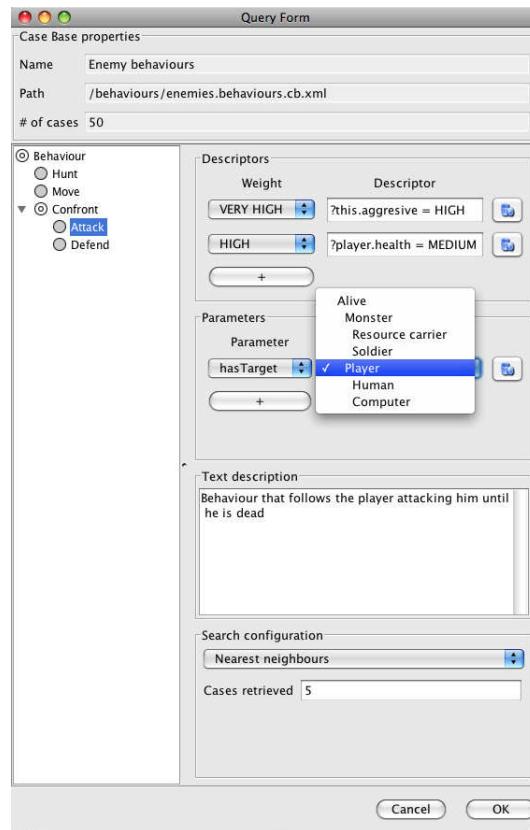 Query Form
Case Base properties
Name Enemy behaviours
Path /behaviours/enemies.behaviours.cb.xml
# of cases 50
Behaviour
Hunt
Move
Confront
Attack
Defend
Descriptors
Weight Descriptor
VERY HIGH ?this.aggresive = HIGH
HIGH ?player.health = MEDIUM
+
Parameters
Parameter
hasTarget
+
Alive
Monster
Resource carrier
Soldier
✓ Player
Human
Computer
Text description
Behaviour that follows the player attacking him until
he is dead
Search configuration
Nearest neighbours
Cases retrieved 5
Cancel OK